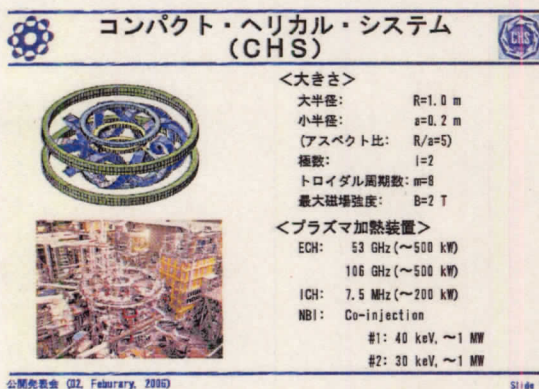 コンパクト・ヘリカル・システム
(CHS)
CHS
<大きさ>
大半径: R=1.0 m
小半径: a=0.2 m
(アスペクト比: R/a=5)
極数: l=2
トロイダル周期数: m=8
最大磁場強度: B=2 T
<プラズマ加熱装置>
ECH: 53 GHz(～500 kW)
106 GHz(～500 kW)
ICH: 7.5 MHz(～200 kW)
NBI: Co-injection
#1: 40 keV, ～1 MW
#2: 30 keV, ～1 MW
公開発表会 (02, Feburary, 2006)
Slide